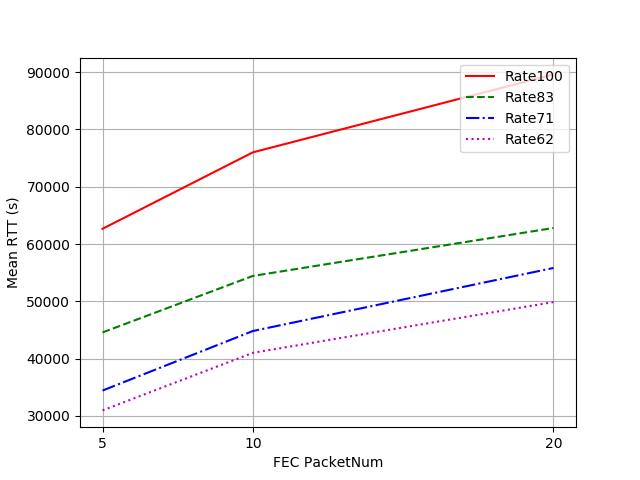 90000
80000
70000
60000
50000
40000
30000
Mean RTT (s)
Rate100
Rate83
Rate71
Rate62
5 10 20
FEC PacketNum